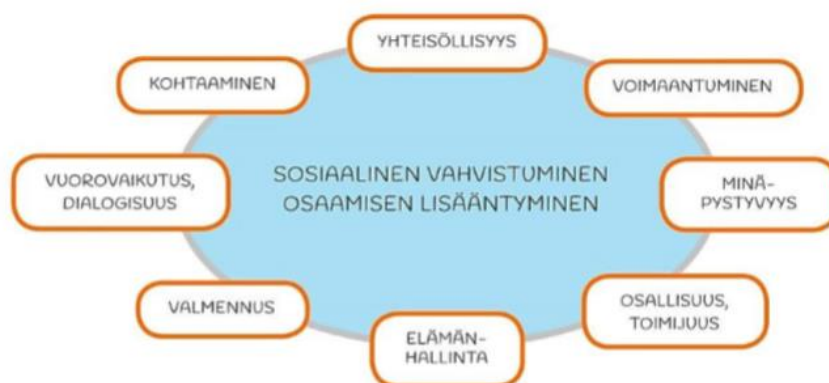 YHTEISÖLLISYYS
KOHTAAMINEN
VOIMAANTUMINEN
VUOROVAIKUTUS,
DIALOGISUUS
SOSIAALINEN VAHVISTUMINEN
OSAAMISEN LISÄÄNTYMINEN
MINÄ-
PYSTYVYYS
VALMENNUS
OSALLISUUS,
TOIMIJUUS
ELÄMÄN-
HALLINTA